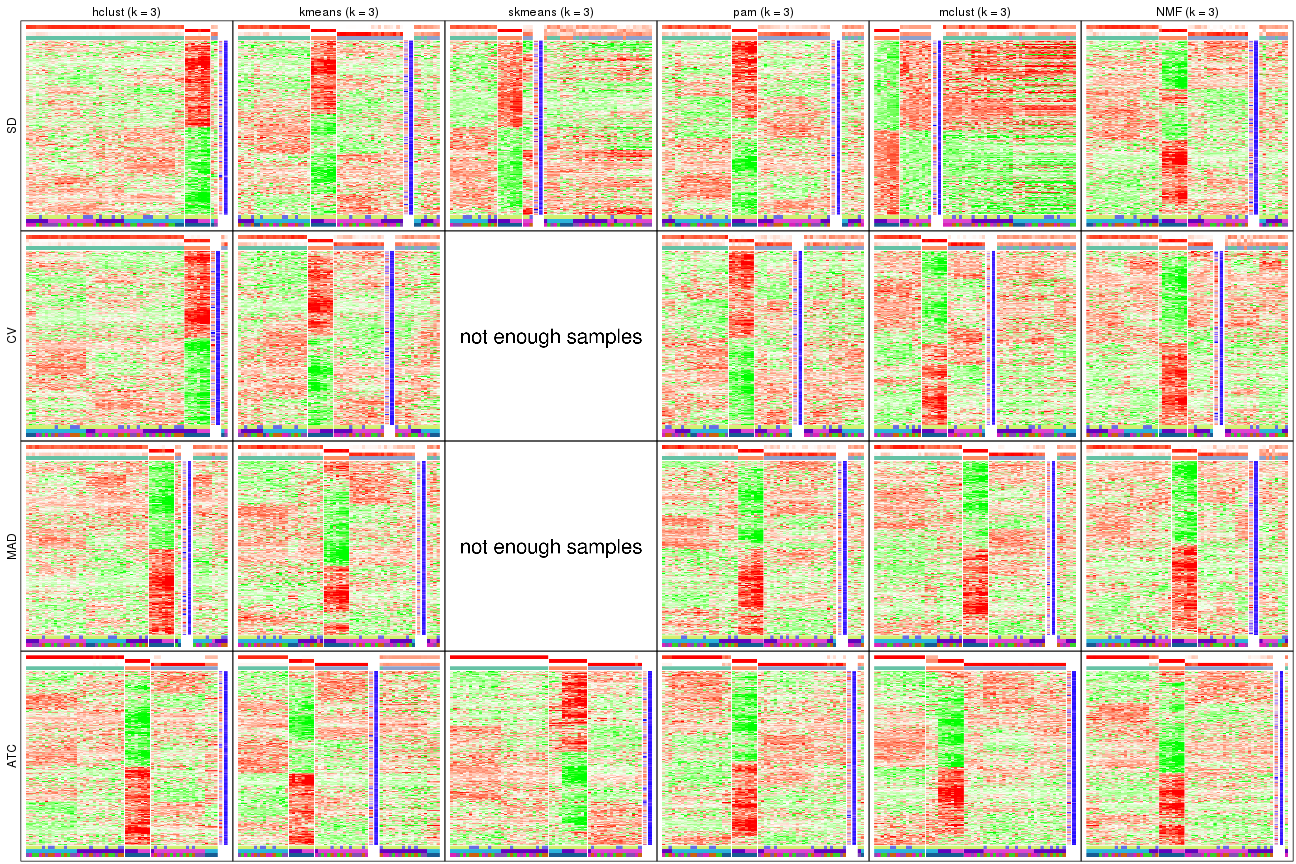 hclust (k = 3) kmeans (k = 3) skmeans (k = 3) pam (k = 3) mclust (k = 3) NMF (k = 3)
SD
CV
not enough samples
MAD
not enough samples
ATC